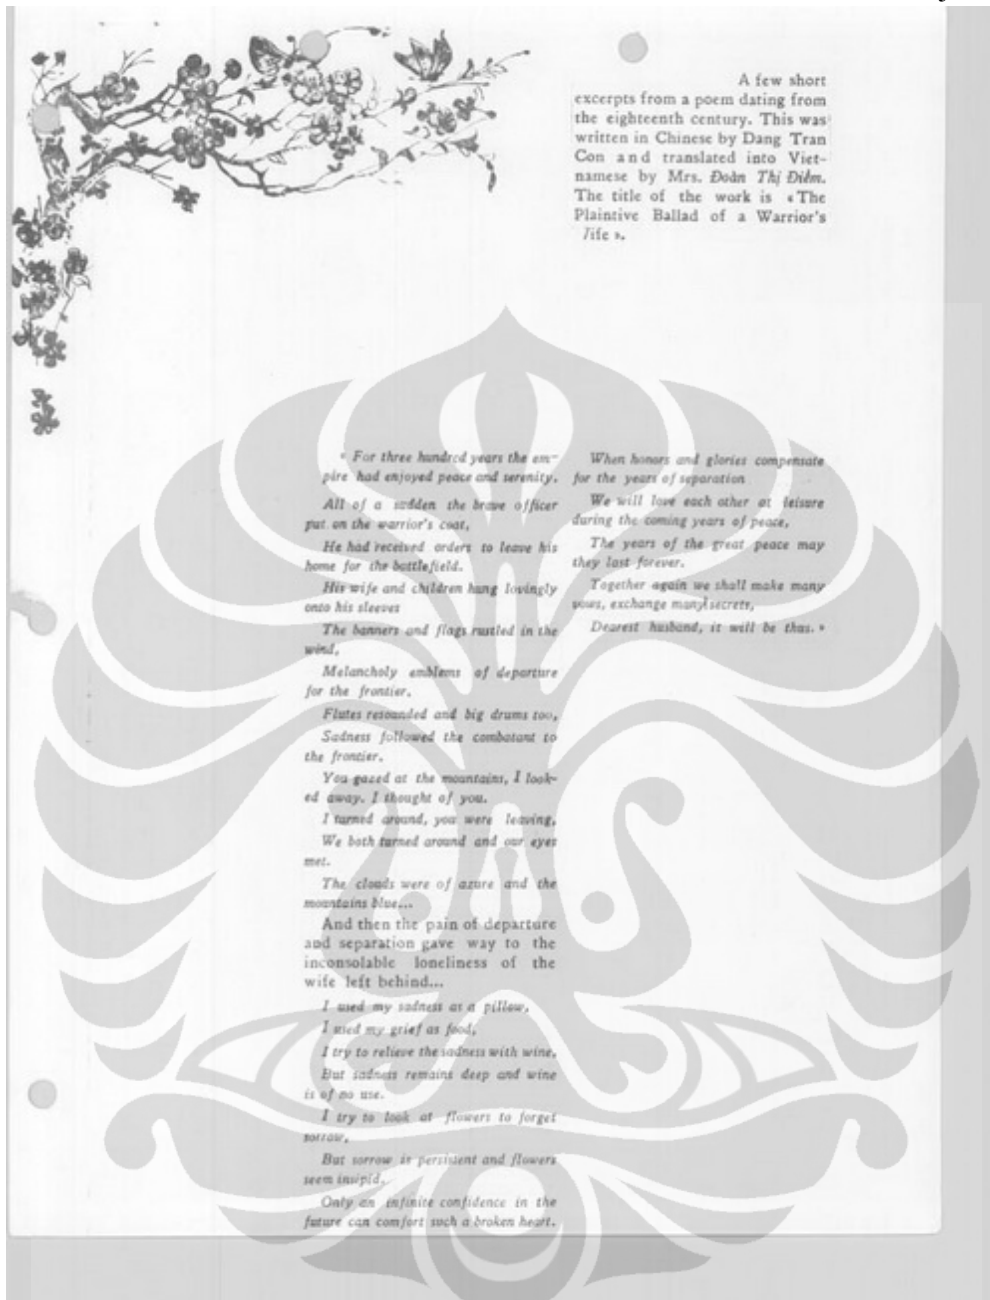 A few short
excerpts from a poem dating from
the eighteenth century. This was
written in Chinese by Dang Tran
Con and translated into Viet-
namese by Mrs. Đoàn Thị Điểm.
The title of the work is «The
Plaintive Ballad of a Warrior's
life».
« For three hundred years the em-
pire had enjoyed peace and serenity.
All of a sudden the brave officer
put on the warrior's coat,
He had received orders to leave his
home for the battlefield.
His wife and children hung lovingly
onto his sleeves
The banners and flags rustled in the
wind,
Melancholy emblems of departure
for the frontier.
Flutes resounded and big drums too,
Sadness followed the combatant to
the frontier.
You gazed at the mountains, I look-
ed away. I thought of you.
I turned around, you were leaving,
We both turned around and our eyes
met.
The clouds were of azure and the
mountains blue...
And then the pain of departure
and separation gave way to the
inconsolable loneliness of the
wife left behind...
I used my sadness as a pillow,
I used my grief as food,
I try to relieve the sadness with wine,
But sadness remains deep and wine
is of no use.
I try to look at flowers to forget
sorrow,
But sorrow is persistent and flowers
seem insipid.
Only an infinite confidence in the
future can comfort such a broken heart.
When honors and glories compensate
for the years of separation
We will love each other at leisure
during the coming years of peace,
The years of the great peace may
they last forever.
Together again we shall make many
vows, exchange many secrets,
Dearest husband, it will be thus. »